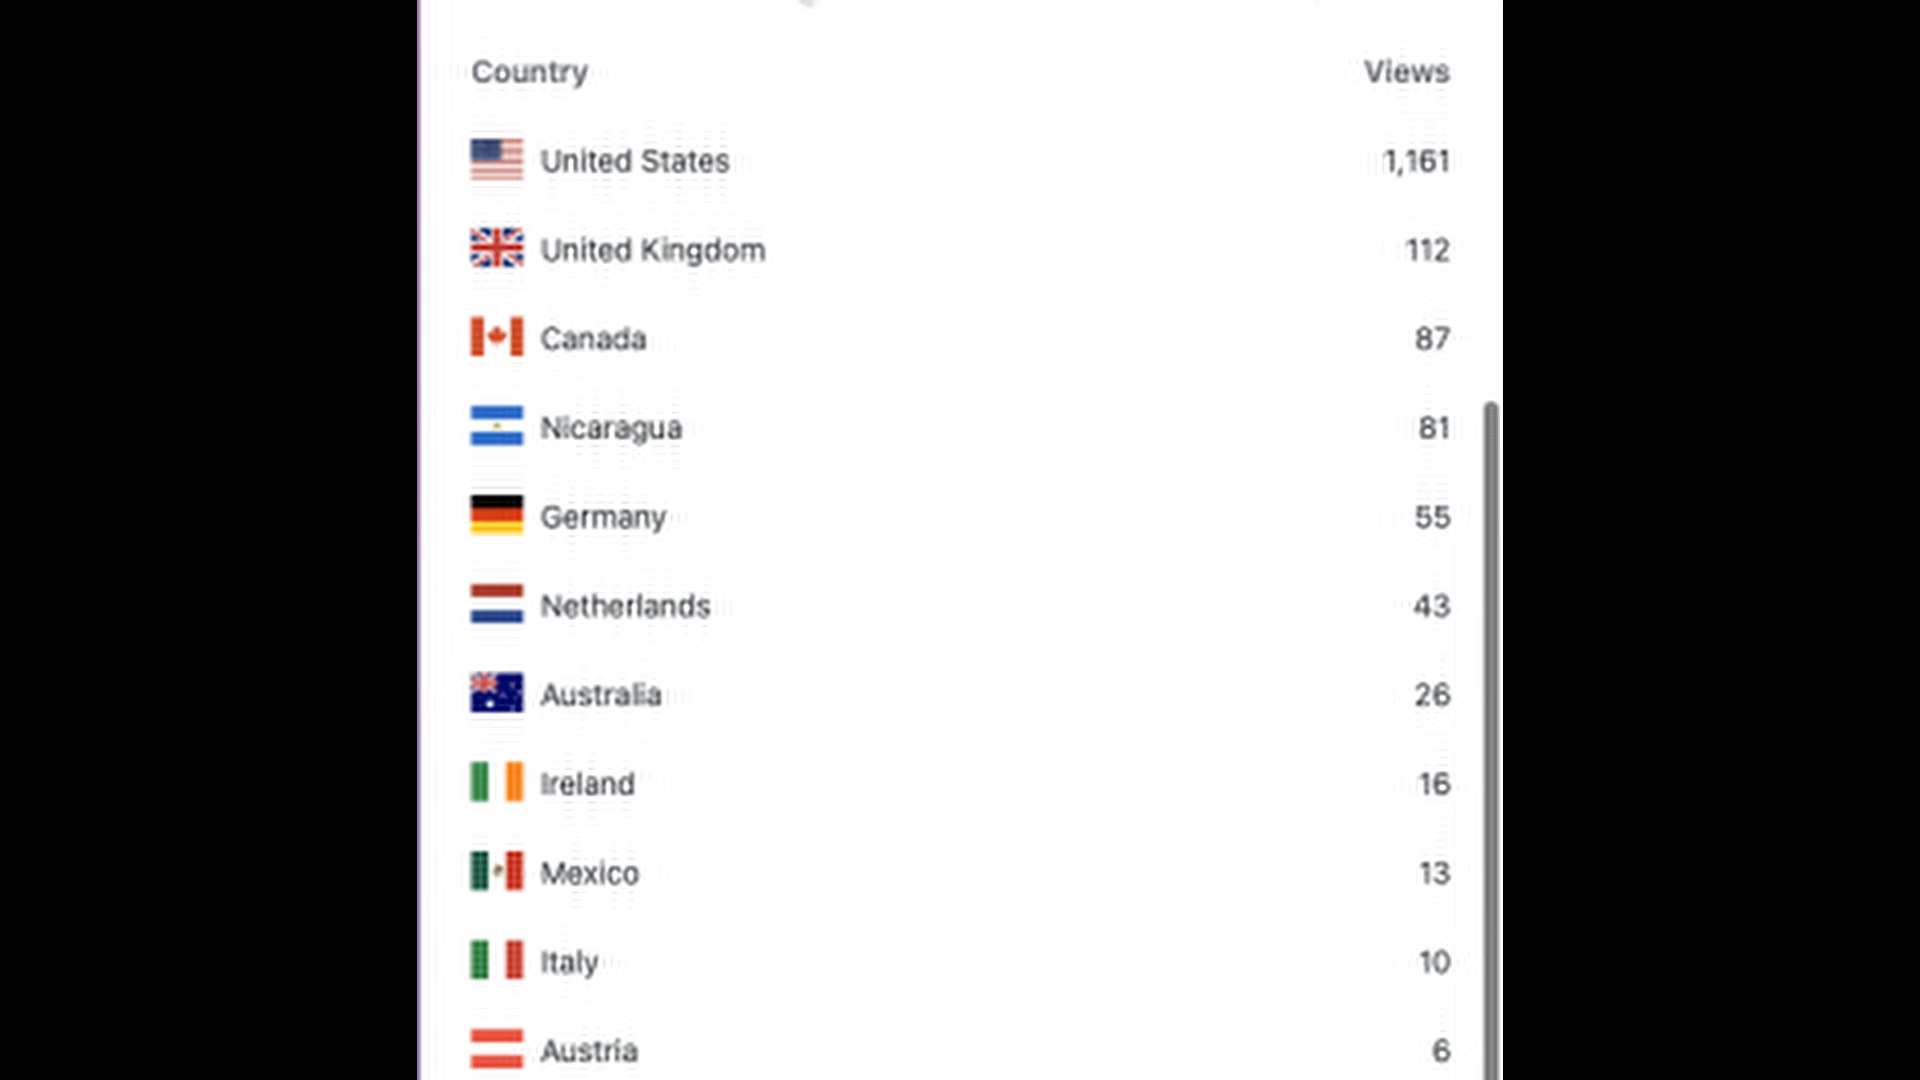 Country Views
United States 1,161
United Kingdom 112
Canada 87
Nicaragua 81
Germany 55
Netherlands 43
Australia 26
Ireland 16
Mexico 13
Italy 10
Austria 6